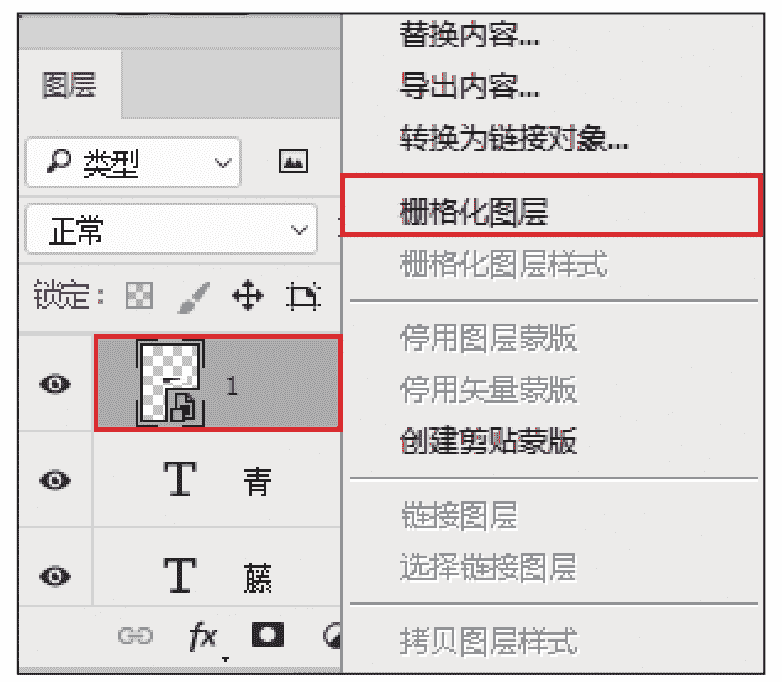 图层
类型
正常
锁定：
1
T 青
T 藤
fx
替换内容...
导出内容...
转换为链接对象...
栅格化图层
栅格化图层样式
停用图层蒙版
停用矢量蒙版
创建剪贴蒙版
链接图层
选择链接图层
拷贝图层样式